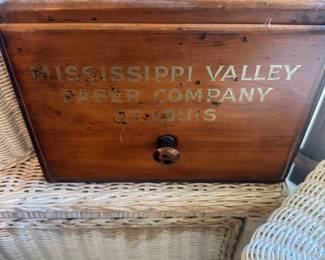 MISSISSIPPI VALLEY
PAPER COMPANY
ST. LOUIS